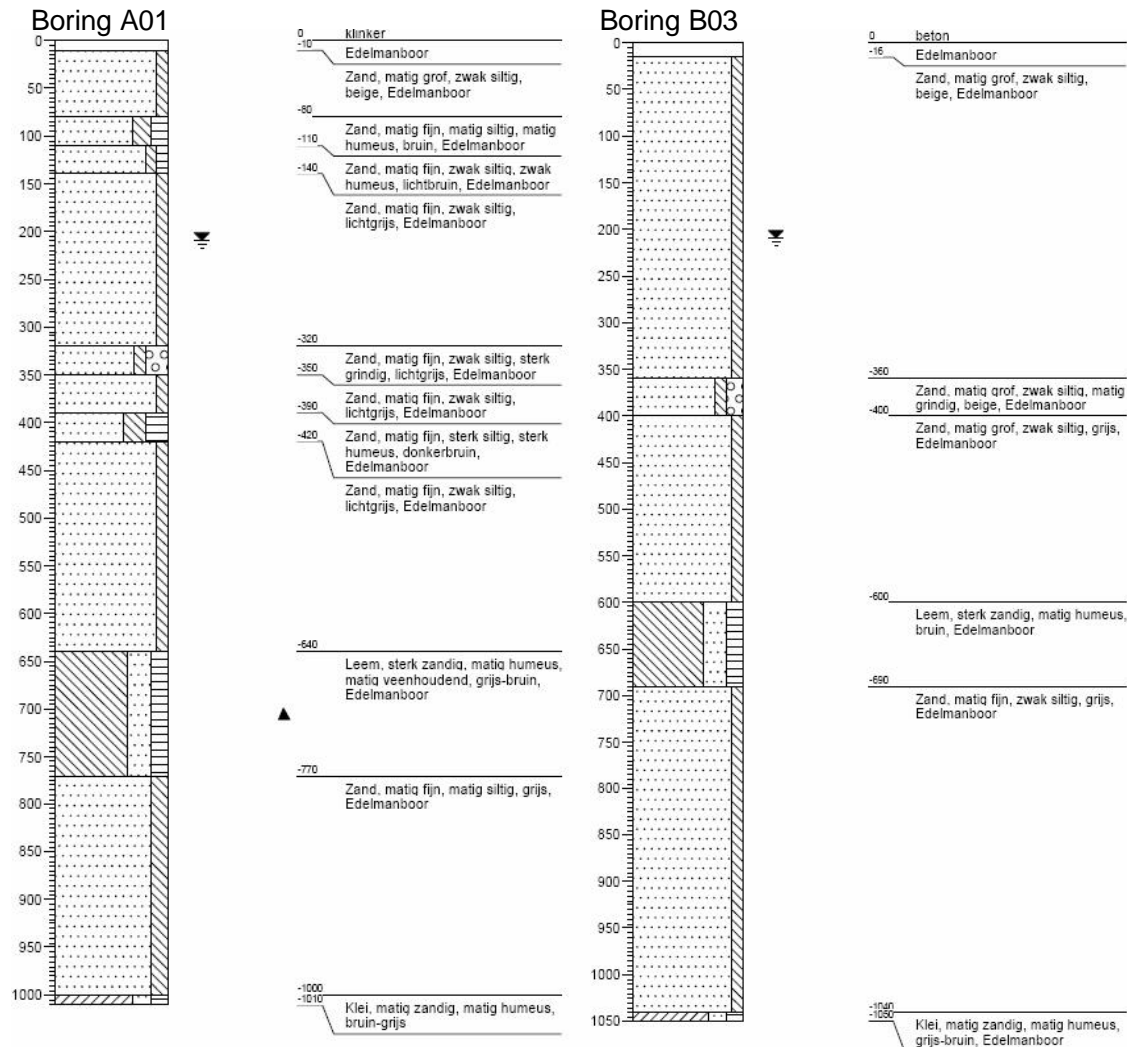 Boring A01
0
50
100
150
200
250
300
350
400
450
500
550
600
650
700
750
800
850
900
950
1000
0
klinker
-10
Edelmanboor
Zand, matig grof, zwak siltig,
beige, Edelmanboor
-80
Zand, matig fijn, matig siltig, matig
humeus, bruin, Edelmanboor
-110
Zand, matig fijn, zwak siltig, zwak
humeus, lichtbruin, Edelmanboor
-140
Zand, matig fijn, zwak siltig,
lichtgrijs, Edelmanboor
-320
Zand, matig fijn, zwak siltig, sterk
grindig, lichtgrijs, Edelmanboor
-350
Zand, matig fijn, zwak siltig,
lichtgrijs, Edelmanboor
-390
Zand, matig fijn, sterk siltig, sterk
humeus, donkerbruin,
Edelmanboor
-420
Zand, matig fijn, zwak siltig,
lichtgrijs, Edelmanboor
-640
Leem, sterk zandig, matig humeus,
matig veenhoudend, grijs-bruin,
Edelmanboor
-770
Zand, matig fijn, matig siltig, grijs,
Edelmanboor
-1000
-1010
Klei, matig zandig, matig humeus,
bruin-grijs
Boring B03
0
50
100
150
200
250
300
350
400
450
500
550
600
650
700
750
800
850
900
950
1000
1050
0
beton
-16
Edelmanboor
Zand, matig grof, zwak siltig,
beige, Edelmanboor
-360
Zand, matig grof, zwak siltig, matig
grindig, beige, Edelmanboor
-400
Zand, matig grof, zwak siltig, grijs,
Edelmanboor
-600
Leem, sterk zandig, matig humeus,
bruin, Edelmanboor
-690
Zand, matig fijn, zwak siltig, grijs,
Edelmanboor
-1040
-1050
Klei, matig zandig, matig humeus,
grijs-bruin, Edelmanboor